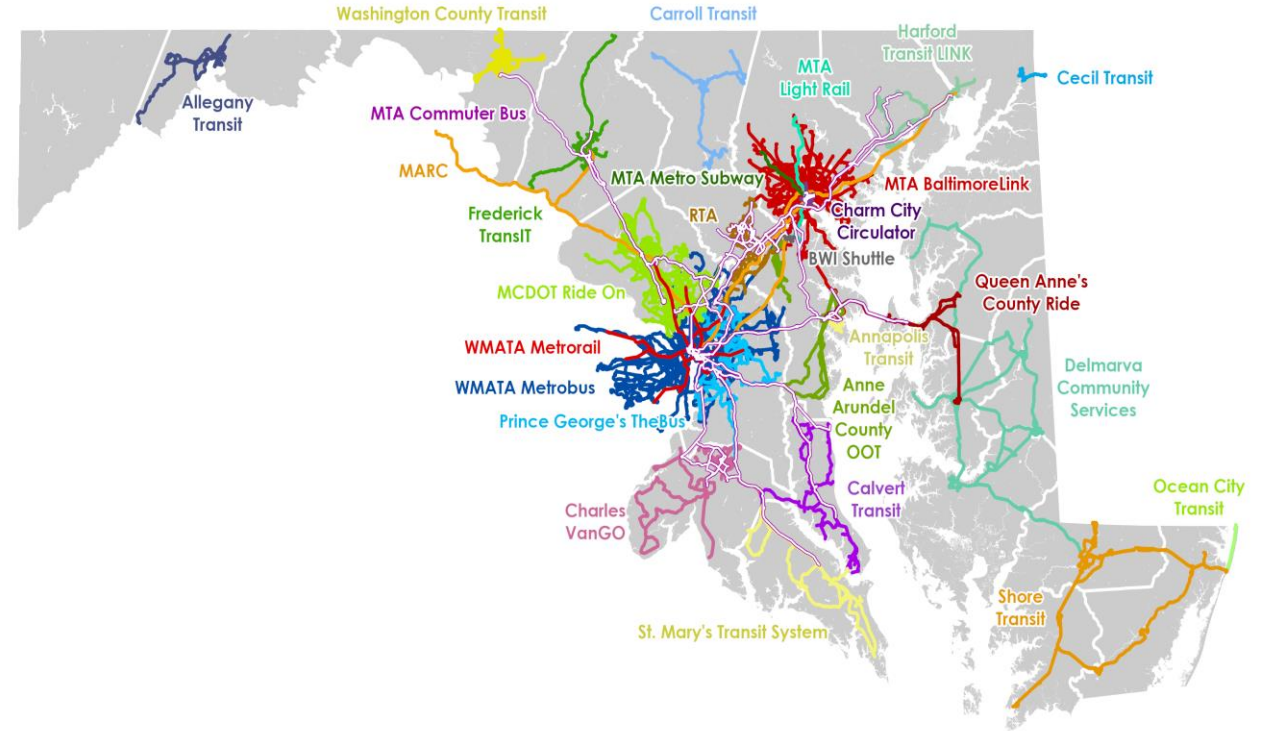 Washington County Transit
Carroll Transit
Harford
Transit LINK
MTA
Light Rail
Cecil Transit
Allegany
Transit
MTA Commuter Bus
MARC
MTA Metro Subway
MTA BaltimoreLink
Frederick
TransIT
RTA
Charm City
Circulator
BWI Shuttle
MCDOT Ride On
Queen Anne's
County Ride
WMATA Metrorail
Annapolis
Transit
WMATA Metrobus
Delmarva
Community
Services
Prince George's TheBus
Anne
Arundel
County
OOT
Charles
VanGO
Calvert
Transit
Ocean City
Transit
Shore
Transit
St. Mary's Transit System